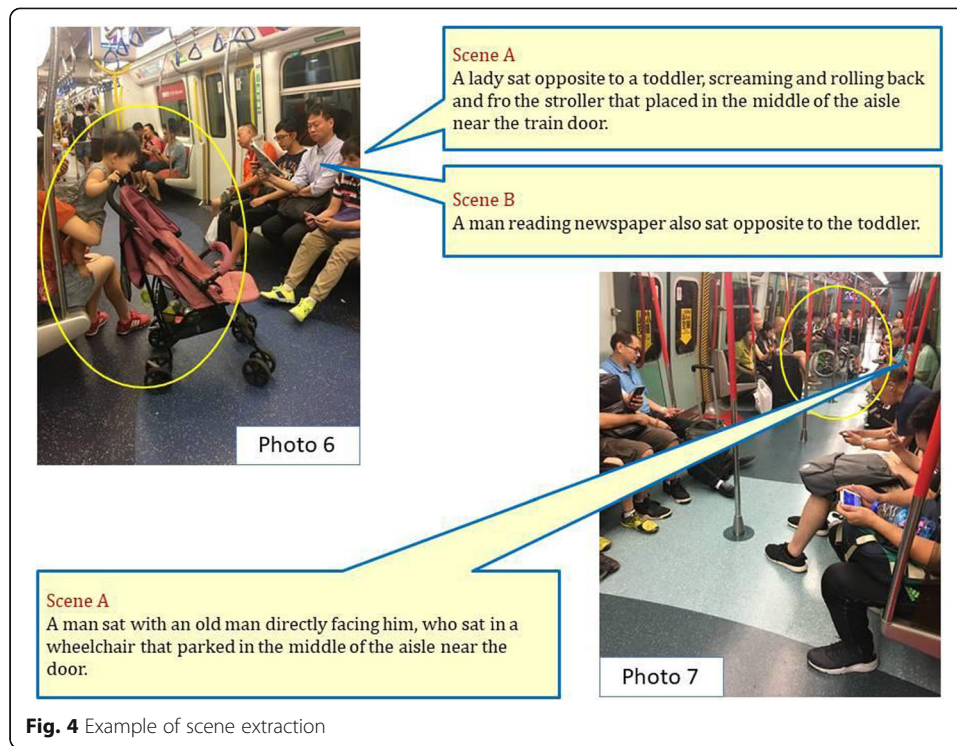 Scene A
A lady sat opposite to a toddler, screaming and rolling back
and fro the stroller that placed in the middle of the aisle
near the train door.
Scene B
A man reading newspaper also sat opposite to the toddler.
Photo 6
Scene A
A man sat with an old man directly facing him, who sat in a
wheelchair that parked in the middle of the aisle near the
door.
Photo 7
Fig. 4 Example of scene extraction